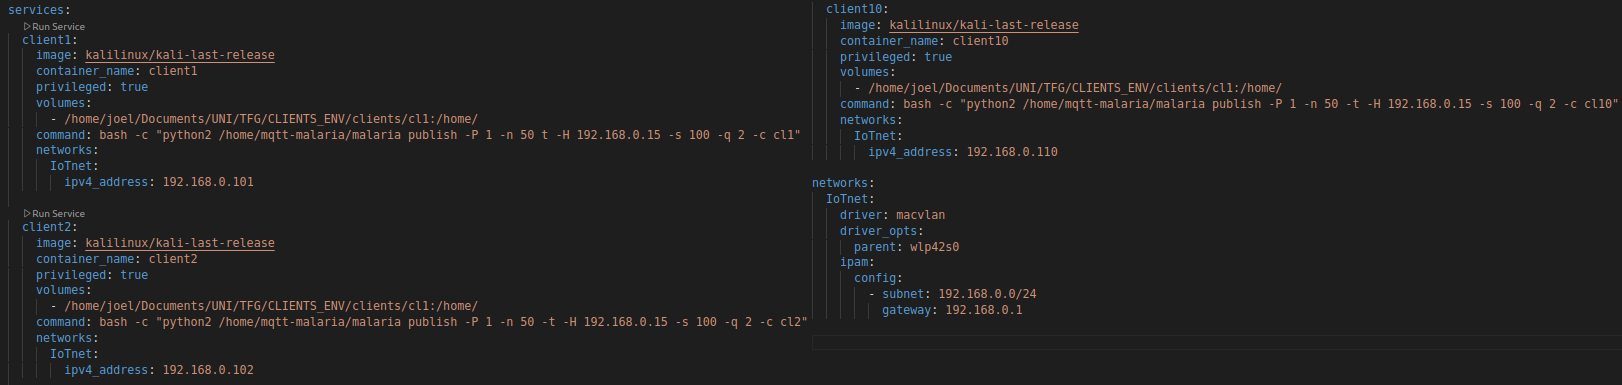 services:
▷Run Service
client1:
image: kalilinux/kali-last-release
container_name: client1
privileged: true
volumes:
- /home/joel/Documents/UNI/TFG/CLIENTS_ENV/clients/cl1:/home/
command: bash -c "python2 /home/mqtt-malaria/malaria publish -P 1 -n 50 t -H 192.168.0.15 -s 100 -q 2 -c cl1"
networks:
IoTnet:
ipv4_address: 192.168.0.101
▷Run Service
client2:
image: kalilinux/kali-last-release
container_name: client2
privileged: true
volumes:
- /home/joel/Documents/UNI/TFG/CLIENTS_ENV/clients/cl1:/home/
command: bash -c "python2 /home/mqtt-malaria/malaria publish -P 1 -n 50 -t -H 192.168.0.15 -s 100 -q 2 -c cl2"
networks:
IoTnet:
ipv4_address: 192.168.0.102
client10:
image: kalilinux/kali-last-release
container_name: client10
privileged: true
volumes:
- /home/joel/Documents/UNI/TFG/CLIENTS_ENV/clients/cl1:/home/
command: bash -c "python2 /home/mqtt-malaria/malaria publish -P 1 -n 50 -t -H 192.168.0.15 -s 100 -q 2 -c cl10"
networks:
IoTnet:
ipv4_address: 192.168.0.110
networks:
IoTnet:
driver: macvlan
driver_opts:
parent: wlp42s0
ipam:
config:
- subnet: 192.168.0.0/24
gateway: 192.168.0.1